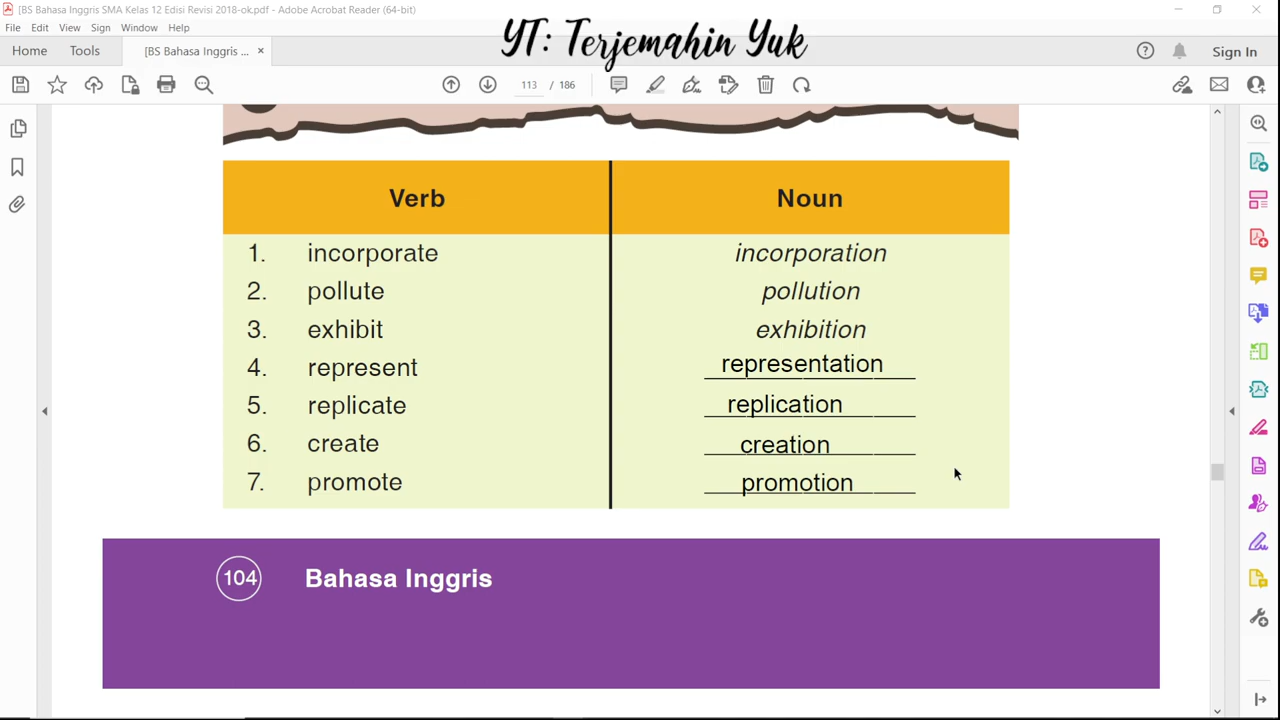 [BS Bahasa Inggris SMA Kelas 12 Edisi Revisi 2018-ok.pdf - Adobe Acrobat Reader (64-bit)
File Edit View Sign Window Help
YT: Terjemahin Yuk
Home Tools [BS Bahasa Inggris ... × Sign In
113 / 186
Verb Noun
1. incorporate incorporation
2. pollute pollution
3. exhibit exhibition
4. represent representation
5. replicate replication
6. create creation
7. promote promotion
104 Bahasa Inggris